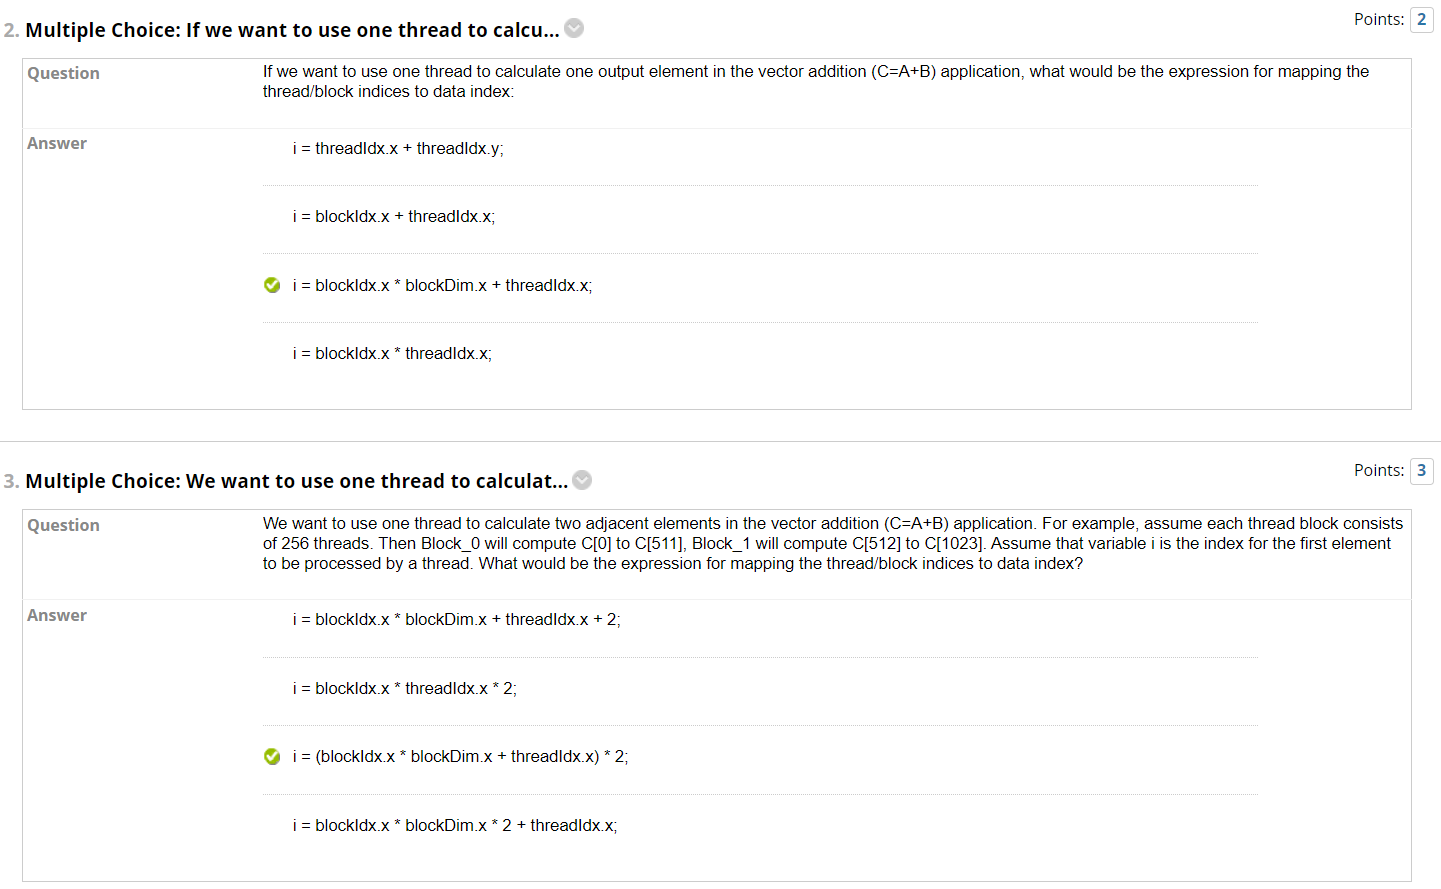 2. Multiple Choice: If we want to use one thread to calcu...
Points: 2
Question
If we want to use one thread to calculate one output element in the vector addition (C=A+B) application, what would be the expression for mapping the
thread/block indices to data index:
Answer
i = threadIdx.x + threadIdx.y;
i = blockIdx.x + threadIdx.x;
i = blockIdx.x * blockDim.x + threadIdx.x;
i = blockIdx.x * threadIdx.x;
3. Multiple Choice: We want to use one thread to calculat...
Points: 3
Question
We want to use one thread to calculate two adjacent elements in the vector addition (C=A+B) application. For example, assume each thread block consists
of 256 threads. Then Block_0 will compute C[0] to C[511], Block_1 will compute C[512] to C[1023]. Assume that variable i is the index for the first element
to be processed by a thread. What would be the expression for mapping the thread/block indices to data index?
Answer
i = blockIdx.x * blockDim.x + threadIdx.x + 2;
i = blockIdx.x * threadIdx.x * 2;
i = (blockIdx.x * blockDim.x + threadIdx.x) * 2;
i = blockIdx.x * blockDim.x * 2 + threadIdx.x;